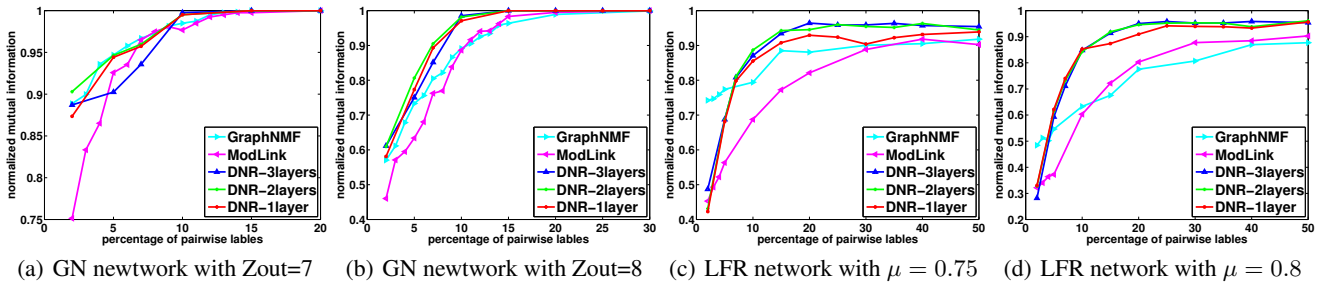 normalized mutual information
1
0.95
0.9
0.85
0.8
0.75
0
5
10
15
20
percentage of pairwise lables
GraphNMF
ModLink
DNR-3layers
DNR-2layers
DNR-1layer
(a) GN newtwork with Zout=7
normalized mutual information
1
0.9
0.8
0.7
0.6
0.5
0.4
0
5
10
15
20
25
30
percentage of pairwise lables
GraphNMF
ModLink
DNR-3layers
DNR-2layers
DNR-1layer
(b) GN newtwork with Zout=8
normalized mutual information
1
0.9
0.8
0.7
0.6
0.5
0.4
0
10
20
30
40
50
percentage of pairwise lables
GraphNMF
ModLink
DNR-3layers
DNR-2layers
DNR-1layer
(c) LFR network with μ = 0.75
normalized mutual information
1
0.9
0.8
0.7
0.6
0.5
0.4
0.3
0.2
0
10
20
30
40
50
percentage of pairwise lables
GraphNMF
ModLink
DNR-3layers
DNR-2layers
DNR-1layer
(d) LFR network with μ = 0.8